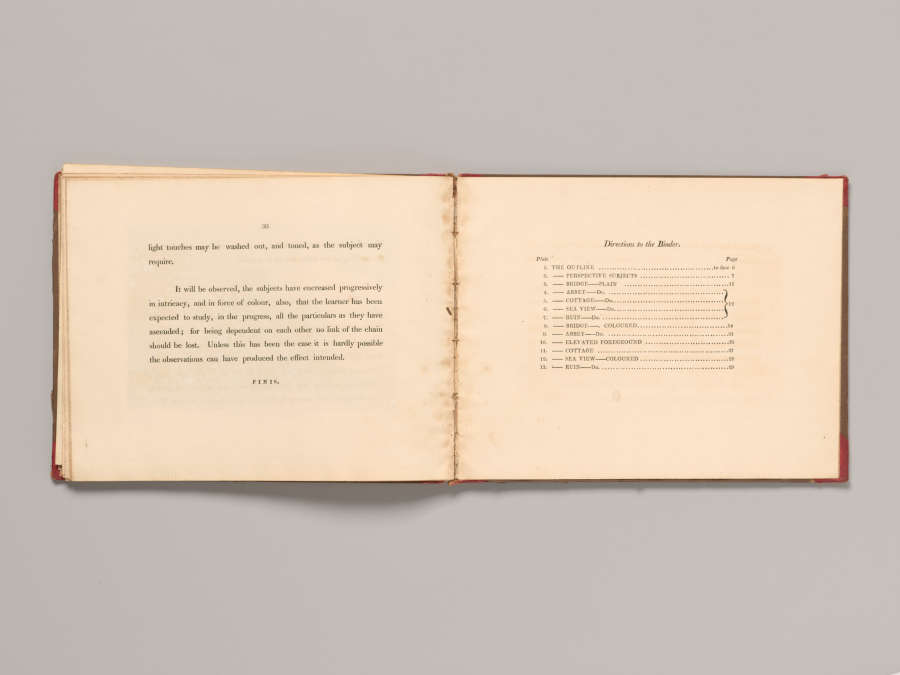 30
light touches may be washed out, and toned, as the subject may
require.
It will be observed, the subjects have encreased progressively
in intricacy, and in force of colour, also, that the learner has been
expected to study, in the progress, all the particulars as they have
ascended; for being dependent on each other no link of the chain
should be lost. Unless this has been the case it is hardly possible
the observations can have produced the effect intended.
FINIS.
Directions to the Binder.
Plate Page
1. THE OUTLINE to face 6
2. — PERSPECTIVE SUBJECTS 7
3. — BRIDGE—PLAIN
4. — ABBEY—Do.
5. — COTTAGE—Do.
6. — SEA VIEW—Do.
7. — RUIN—Do.
8. — BRIDGE—. COLOURED
9. — ABBEY—Do.
10. — ELEVATED FOREGROUND
11. — COTTAGE
12. — SEA VIEW—COLOURED
13. — RUIN—Do.